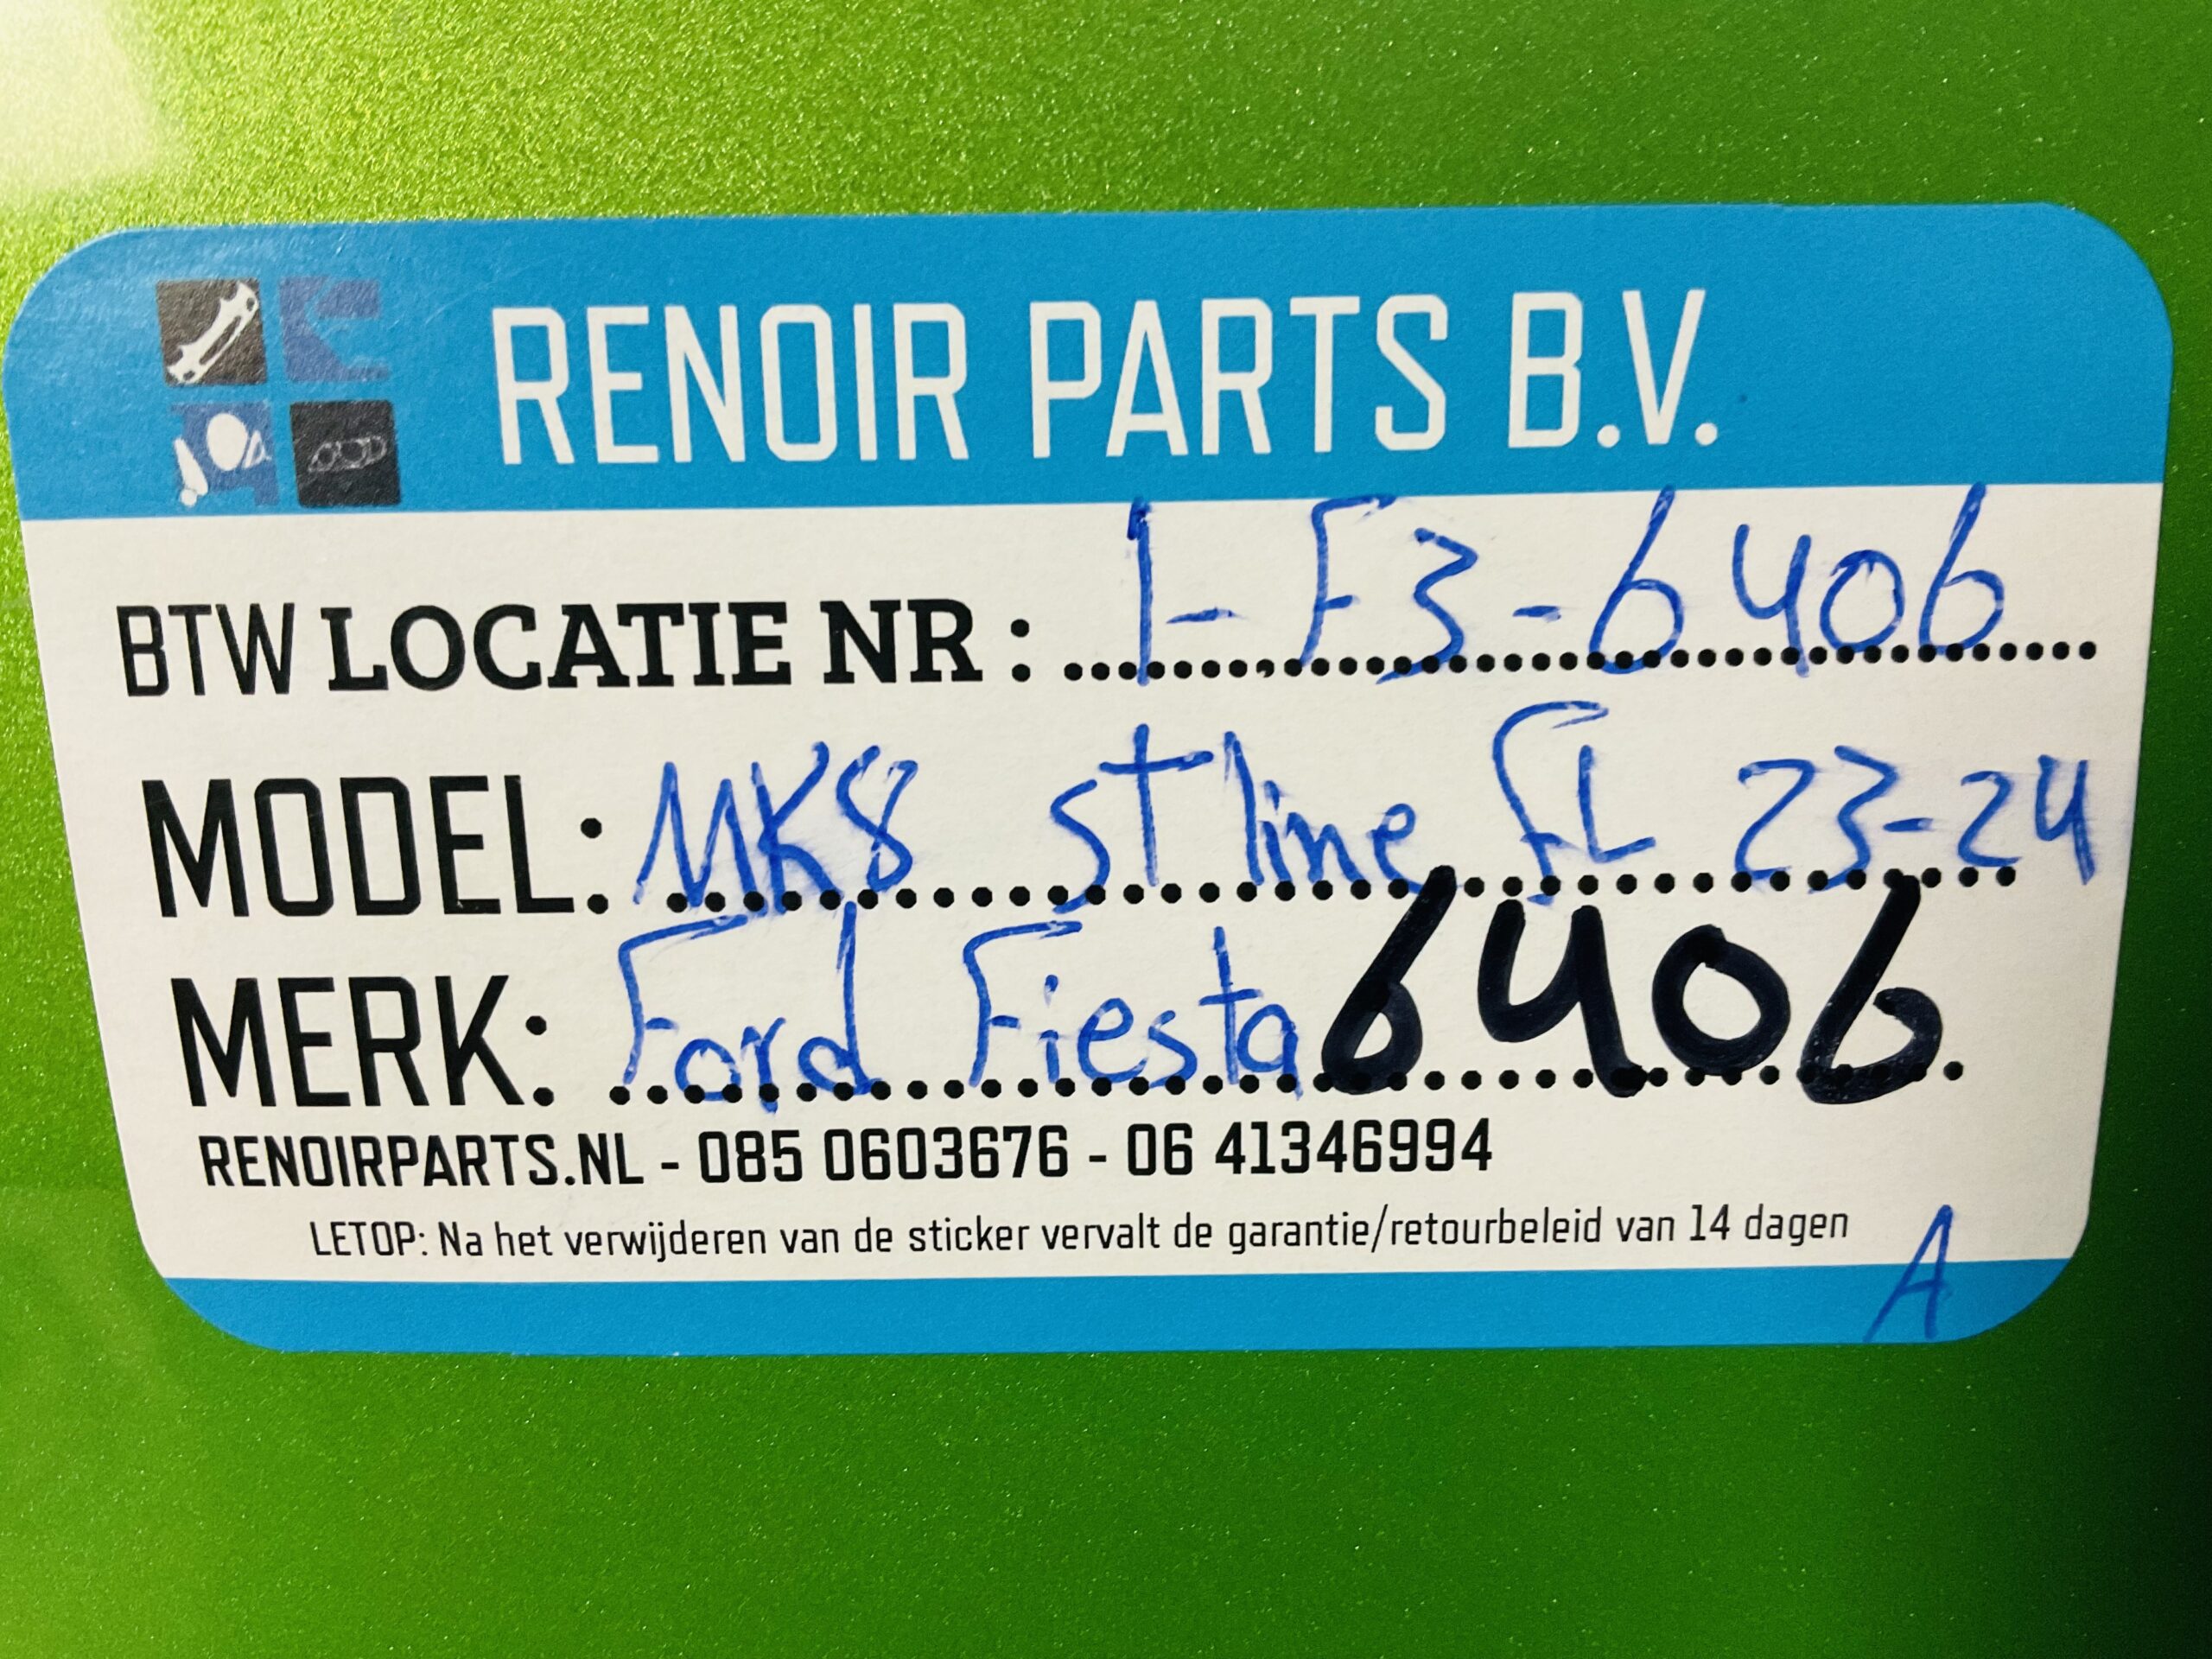 RENOIR PARTS B.V.
BTW LOCATIE NR : 1-F3-6406
MODEL: MK8 st line FL 23-24
MERK: Ford Fiesta 6406
RENOIRPARTS.NL - 085 0603676 - 06 41346994
LETOP: Na het verwijderen van de sticker vervalt de garantie/retourbeleid van 14 dagen
A